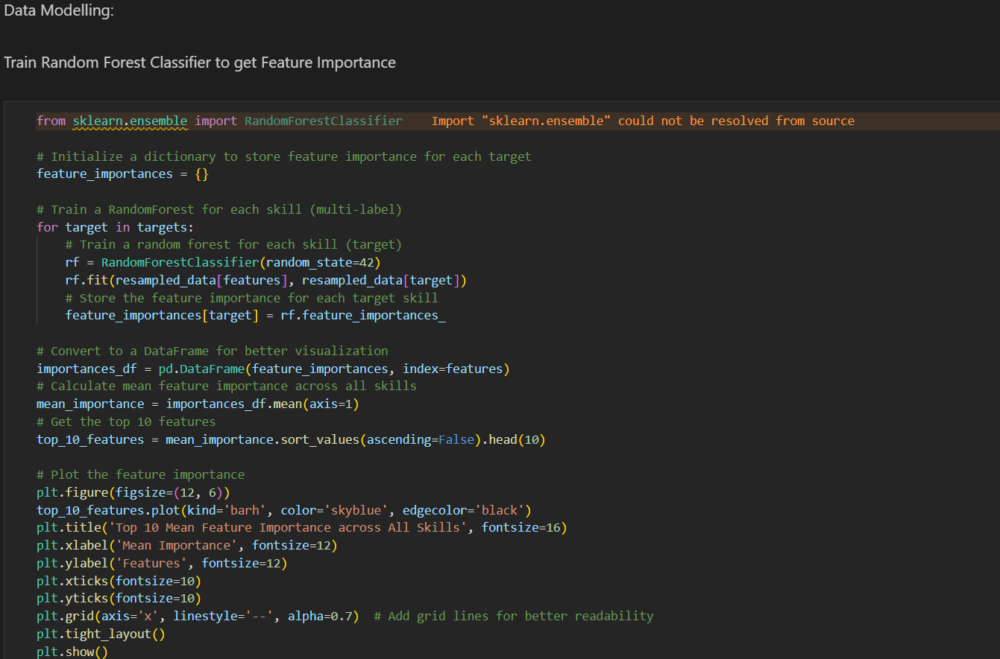 Data Modelling:
Train Random Forest Classifier to get Feature Importance
from sklearn.ensemble import RandomForestClassifier    Import "sklearn.ensemble" could not be resolved from source
# Initialize a dictionary to store feature importance for each target
feature_importances = {}
# Train a RandomForest for each skill (multi-label)
for target in targets:
    # Train a random forest for each skill (target)
    rf = RandomForestClassifier(random_state=42)
    rf.fit(resampled_data[features], resampled_data[target])
    # Store the feature importance for each target skill
    feature_importances[target] = rf.feature_importances_
# Convert to a DataFrame for better visualization
importances_df = pd.DataFrame(feature_importances, index=features)
# Calculate mean feature importance across all skills
mean_importance = importances_df.mean(axis=1)
# Get the top 10 features
top_10_features = mean_importance.sort_values(ascending=False).head(10)
# Plot the feature importance
plt.figure(figsize=(12, 6))
top_10_features.plot(kind='barh', color='skyblue', edgecolor='black')
plt.title('Top 10 Mean Feature Importance across All Skills', fontsize=16)
plt.xlabel('Mean Importance', fontsize=12)
plt.ylabel('Features', fontsize=12)
plt.xticks(fontsize=10)
plt.yticks(fontsize=10)
plt.grid(axis='x', linestyle='--', alpha=0.7)  # Add grid lines for better readability
plt.tight_layout()
plt.show()